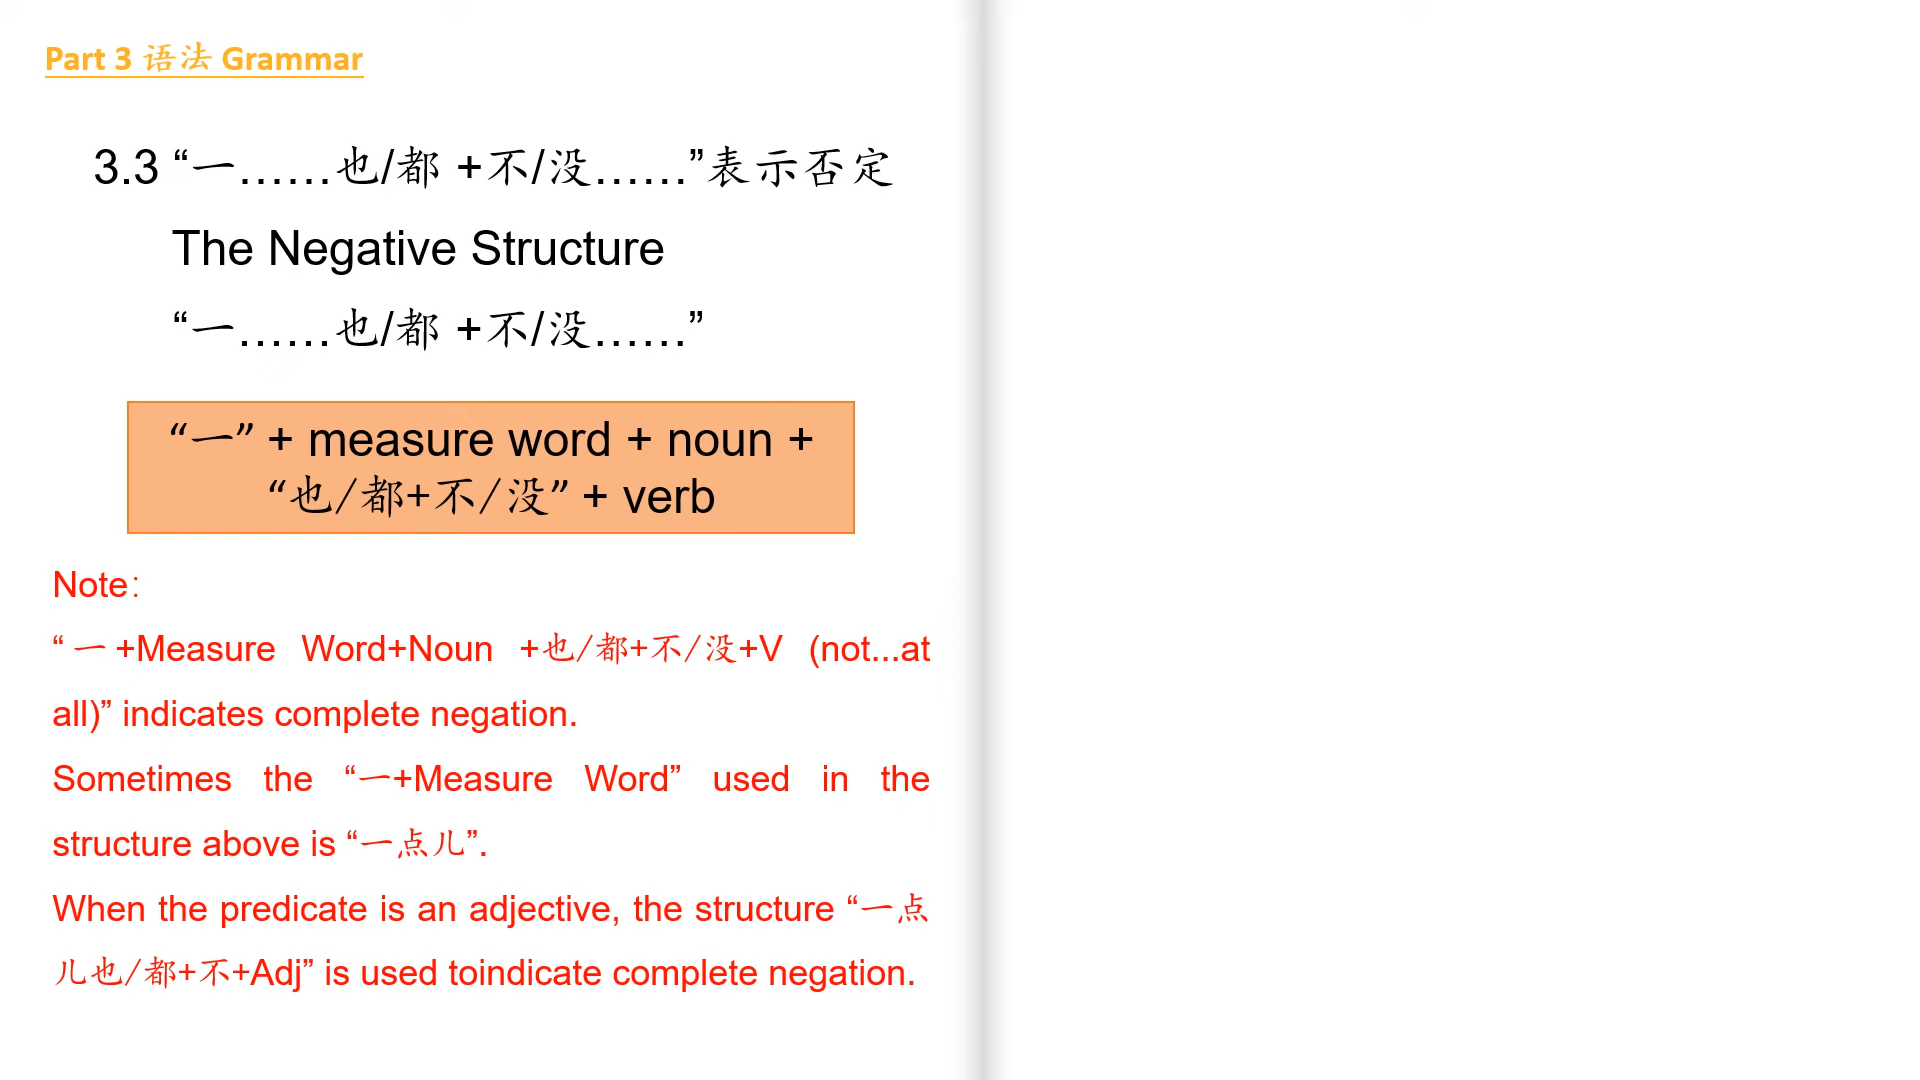 Part 3 语法 Grammar
3.3 “一……也/都 +不/没……”表示否定
The Negative Structure
“一……也/都 +不/没……”
“一” + measure word + noun +
“也/都+不/没” + verb
Note：
“一+Measure Word+Noun +也/都+不/没+V (not...at
all)” indicates complete negation.
Sometimes the “一+Measure Word” used in the
structure above is “一点儿”.
When the predicate is an adjective, the structure “一点
儿也/都+不+Adj” is used toindicate complete negation.